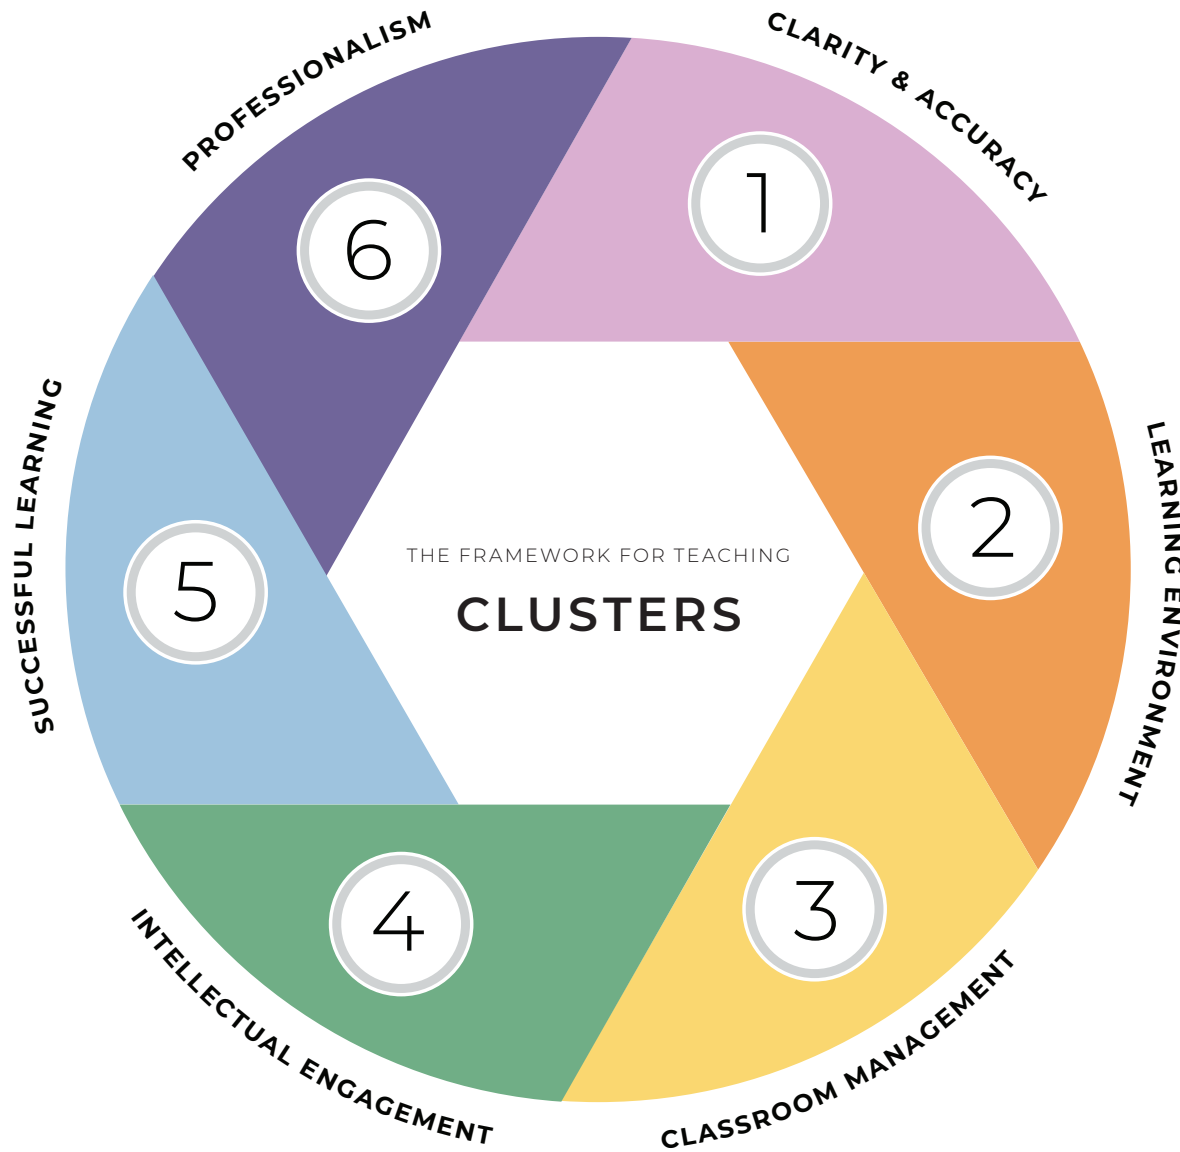 THE FRAMEWORK FOR TEACHING
CLUSTERS
1
CLARITY & ACCURACY
2
LEARNING ENVIRONMENT
3
CLASSROOM MANAGEMENT
4
INTELLECTUAL ENGAGEMENT
5
SUCCESSFUL LEARNING
6
PROFESSIONALISM